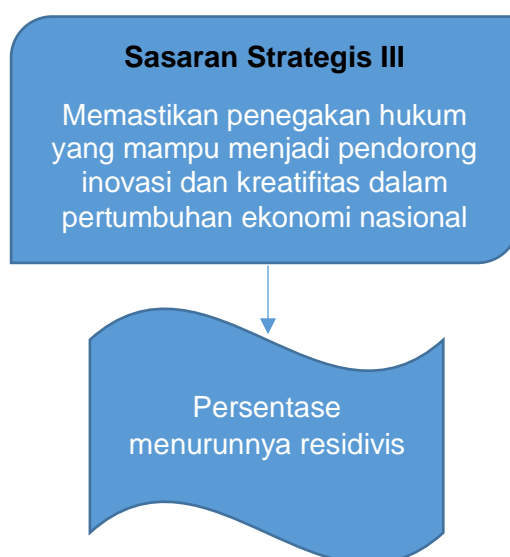 Sasaran Strategis III
Memastikan penegakan hukum
yang mampu menjadi pendorong
inovasi dan kreatifitas dalam
pertumbuhan ekonomi nasional
Persentase
menurunnya residivis